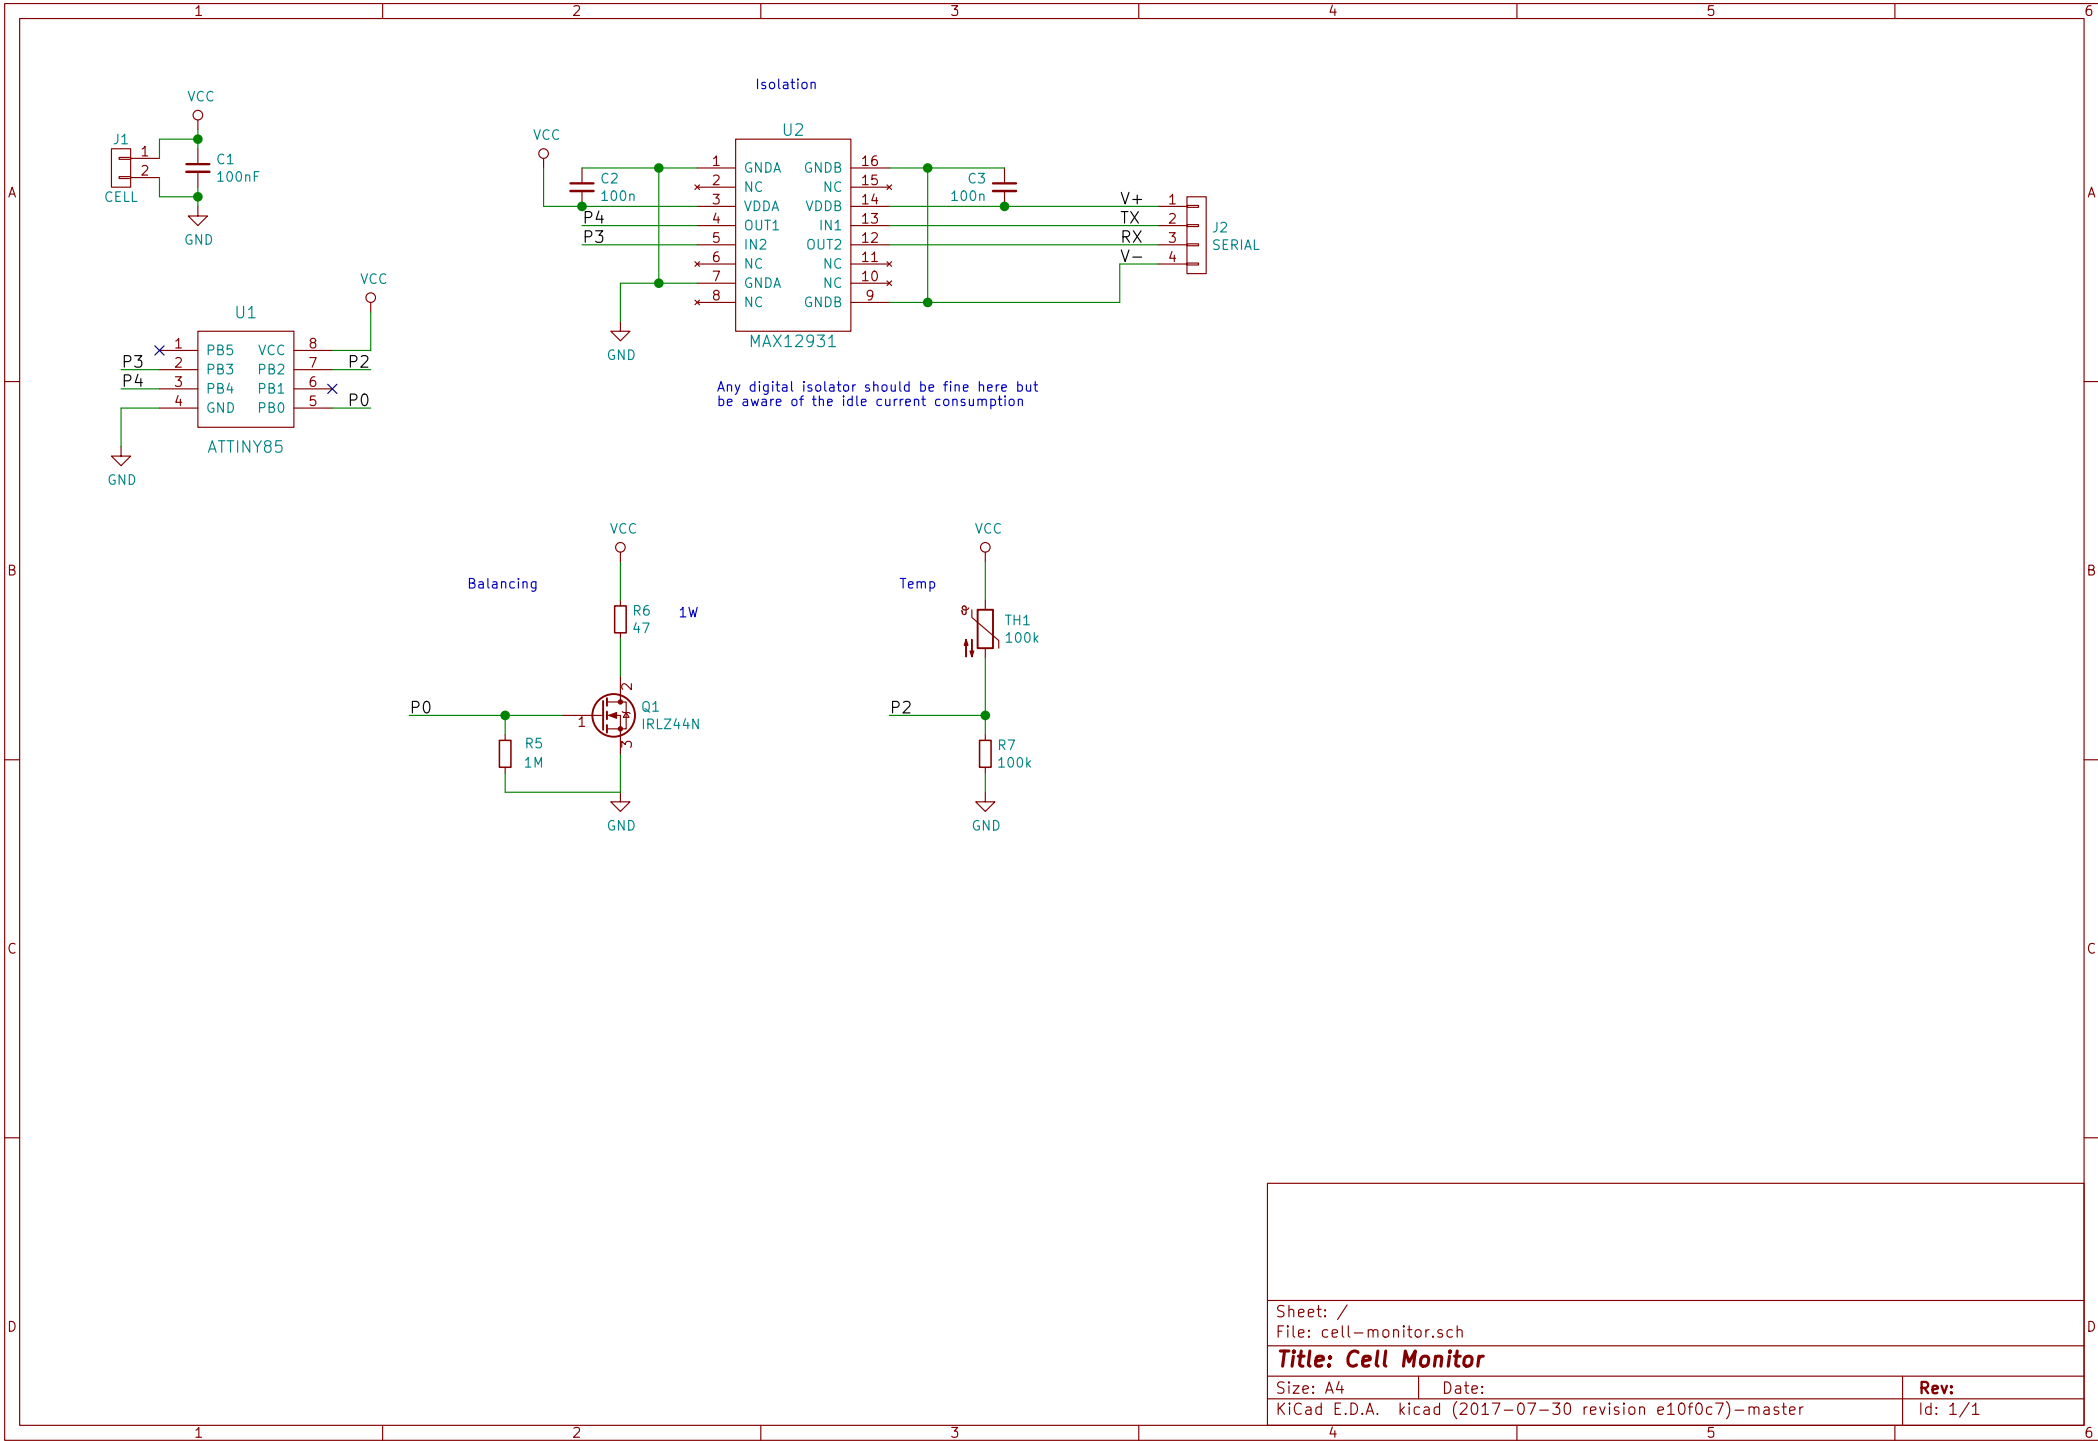 1 2 3 4 5 6
A A
B B
C C
D D
1 2 3 4 5 6
VCC
J1
1
2
CELL
C1
100nF
GND
VCC
U1
1 PB5 VCC 8
P3 2 PB3 PB2 7 P2
P4 3 PB4 PB1 6
4 GND PB0 5 P0
ATTINY85
GND
Isolation
VCC
U2
C2
100n
C3
100n
1 GNDA GNDB 16
2 NC NC 15
3 VDDA VDDB 14
P4 4 OUT1 IN1 13
P3 5 IN2 OUT2 12
6 NC NC 11
7 GNDA NC 10
8 NC GNDB 9
MAX12931
GND
V+ 1
TX 2
RX 3
V- 4
J2
SERIAL
Any digital isolator should be fine here but
be aware of the idle current consumption
Balancing
VCC
R6
47
1W
P0
1
2
3
Q1
IRLZ44N
R5
1M
GND
Temp
VCC
TH1
100k
P2
R7
100k
GND
Sheet: /
File: cell-monitor.sch
Title: Cell Monitor
Size: A4 Date: Rev:
KiCad E.D.A. kicad (2017-07-30 revision e10f0c7)-master Id: 1/1